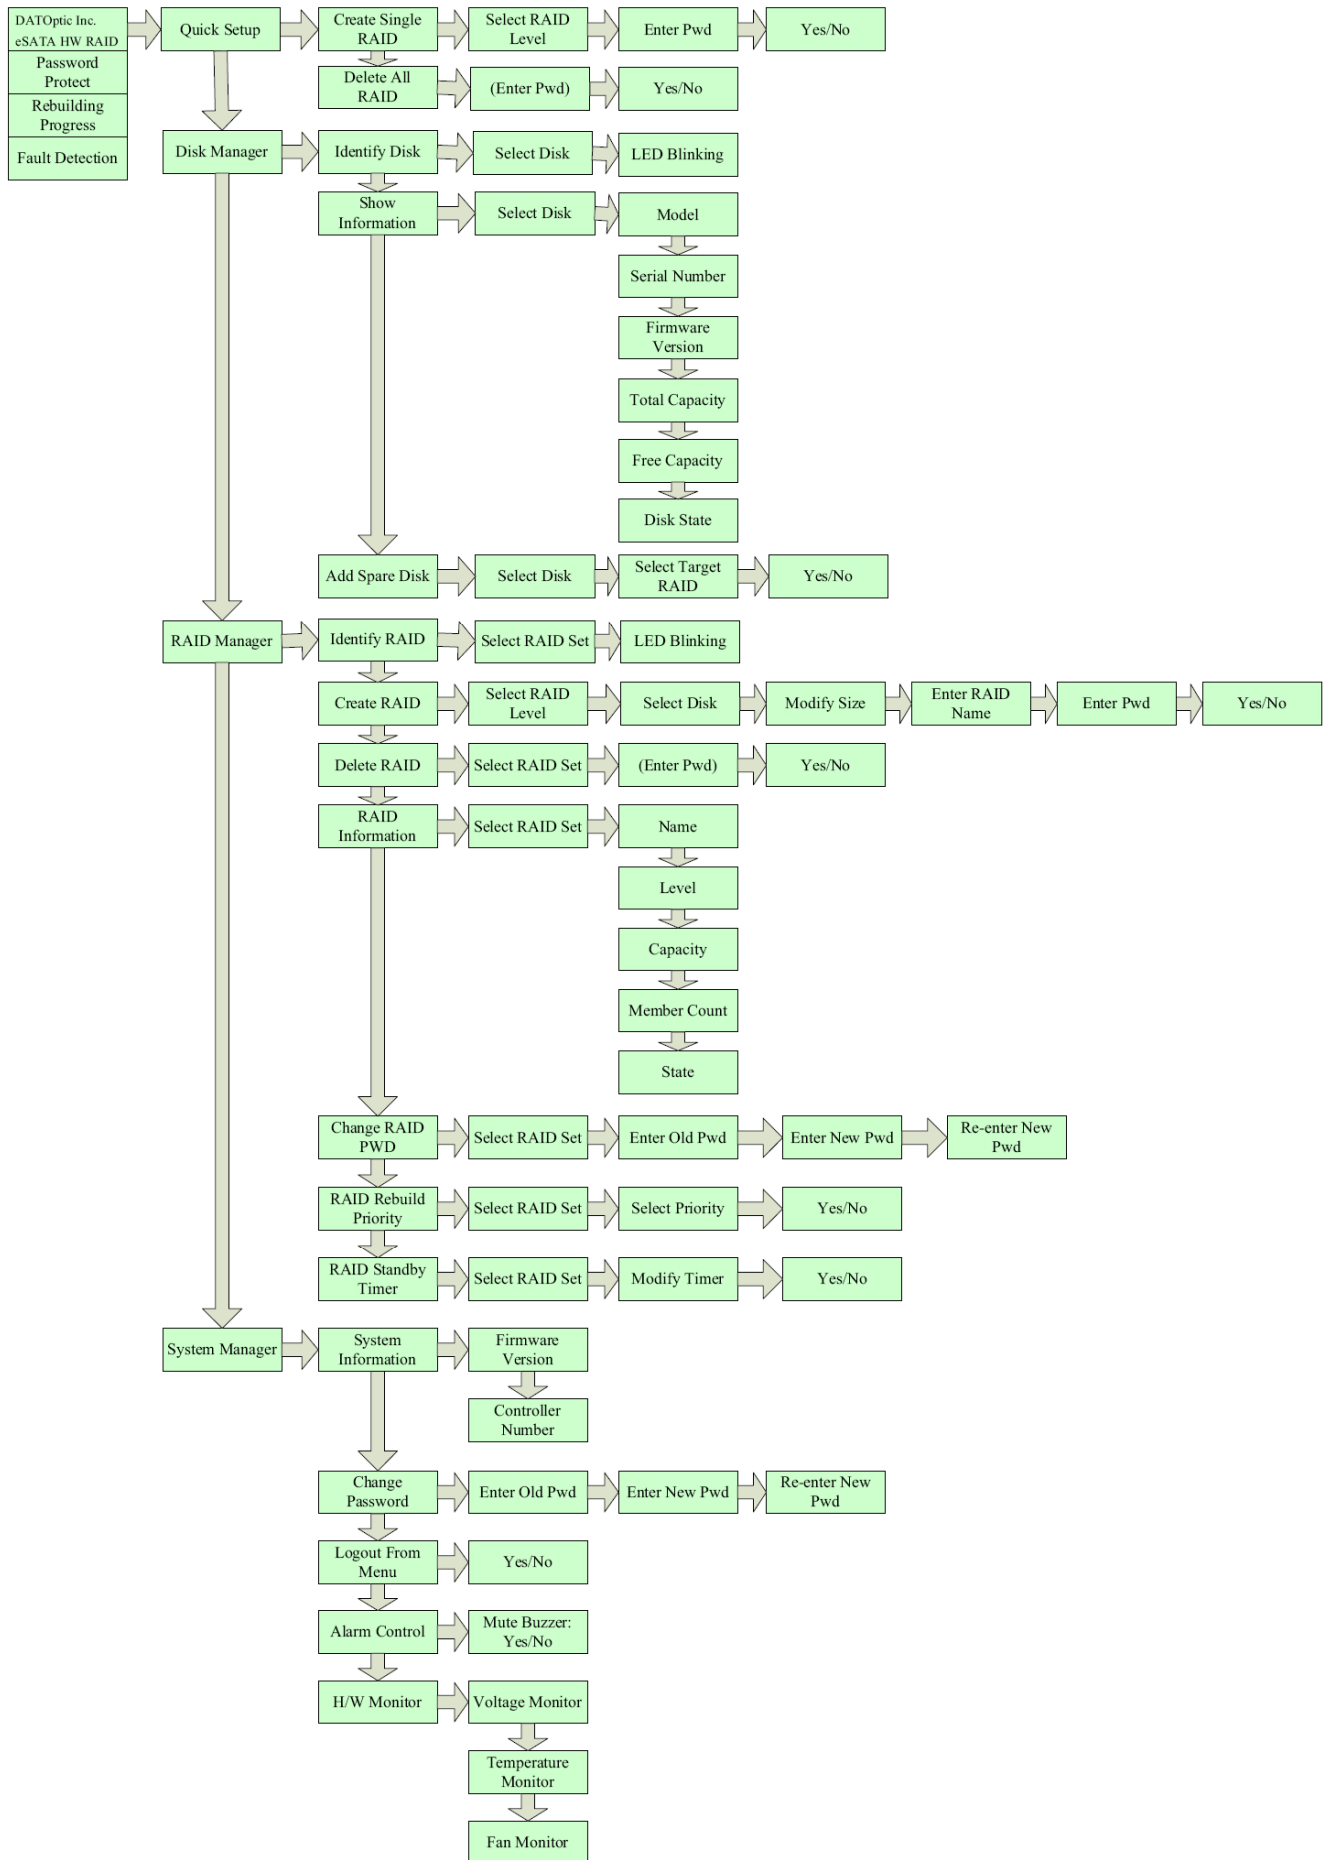 DATOptic Inc.
eSATA HW RAID
Password
Protect
Rebuilding
Progress
Fault Detection
Quick Setup
Create Single
RAID
Select RAID
Level
Enter Pwd
Yes/No
Delete All
RAID
(Enter Pwd)
Yes/No
Disk Manager
Identify Disk
Select Disk
LED Blinking
Show
Information
Select Disk
Model
Serial Number
Firmware
Version
Total Capacity
Free Capacity
Disk State
Add Spare Disk
Select Disk
Select Target
RAID
Yes/No
RAID Manager
Identify RAID
Select RAID Set
LED Blinking
Create RAID
Select RAID
Level
Select Disk
Modify Size
Enter RAID
Name
Enter Pwd
Yes/No
Delete RAID
Select RAID Set
(Enter Pwd)
Yes/No
RAID
Information
Select RAID Set
Name
Level
Capacity
Member Count
State
Change RAID
PWD
Select RAID Set
Enter Old Pwd
Enter New Pwd
Re-enter New
Pwd
RAID Rebuild
Priority
Select RAID Set
Select Priority
Yes/No
RAID Standby
Timer
Select RAID Set
Modify Timer
Yes/No
System Manager
System
Information
Firmware
Version
Controller
Number
Change
Password
Enter Old Pwd
Enter New Pwd
Re-enter New
Pwd
Logout From
Menu
Yes/No
Alarm Control
Mute Buzzer:
Yes/No
H/W Monitor
Voltage Monitor
Temperature
Monitor
Fan Monitor